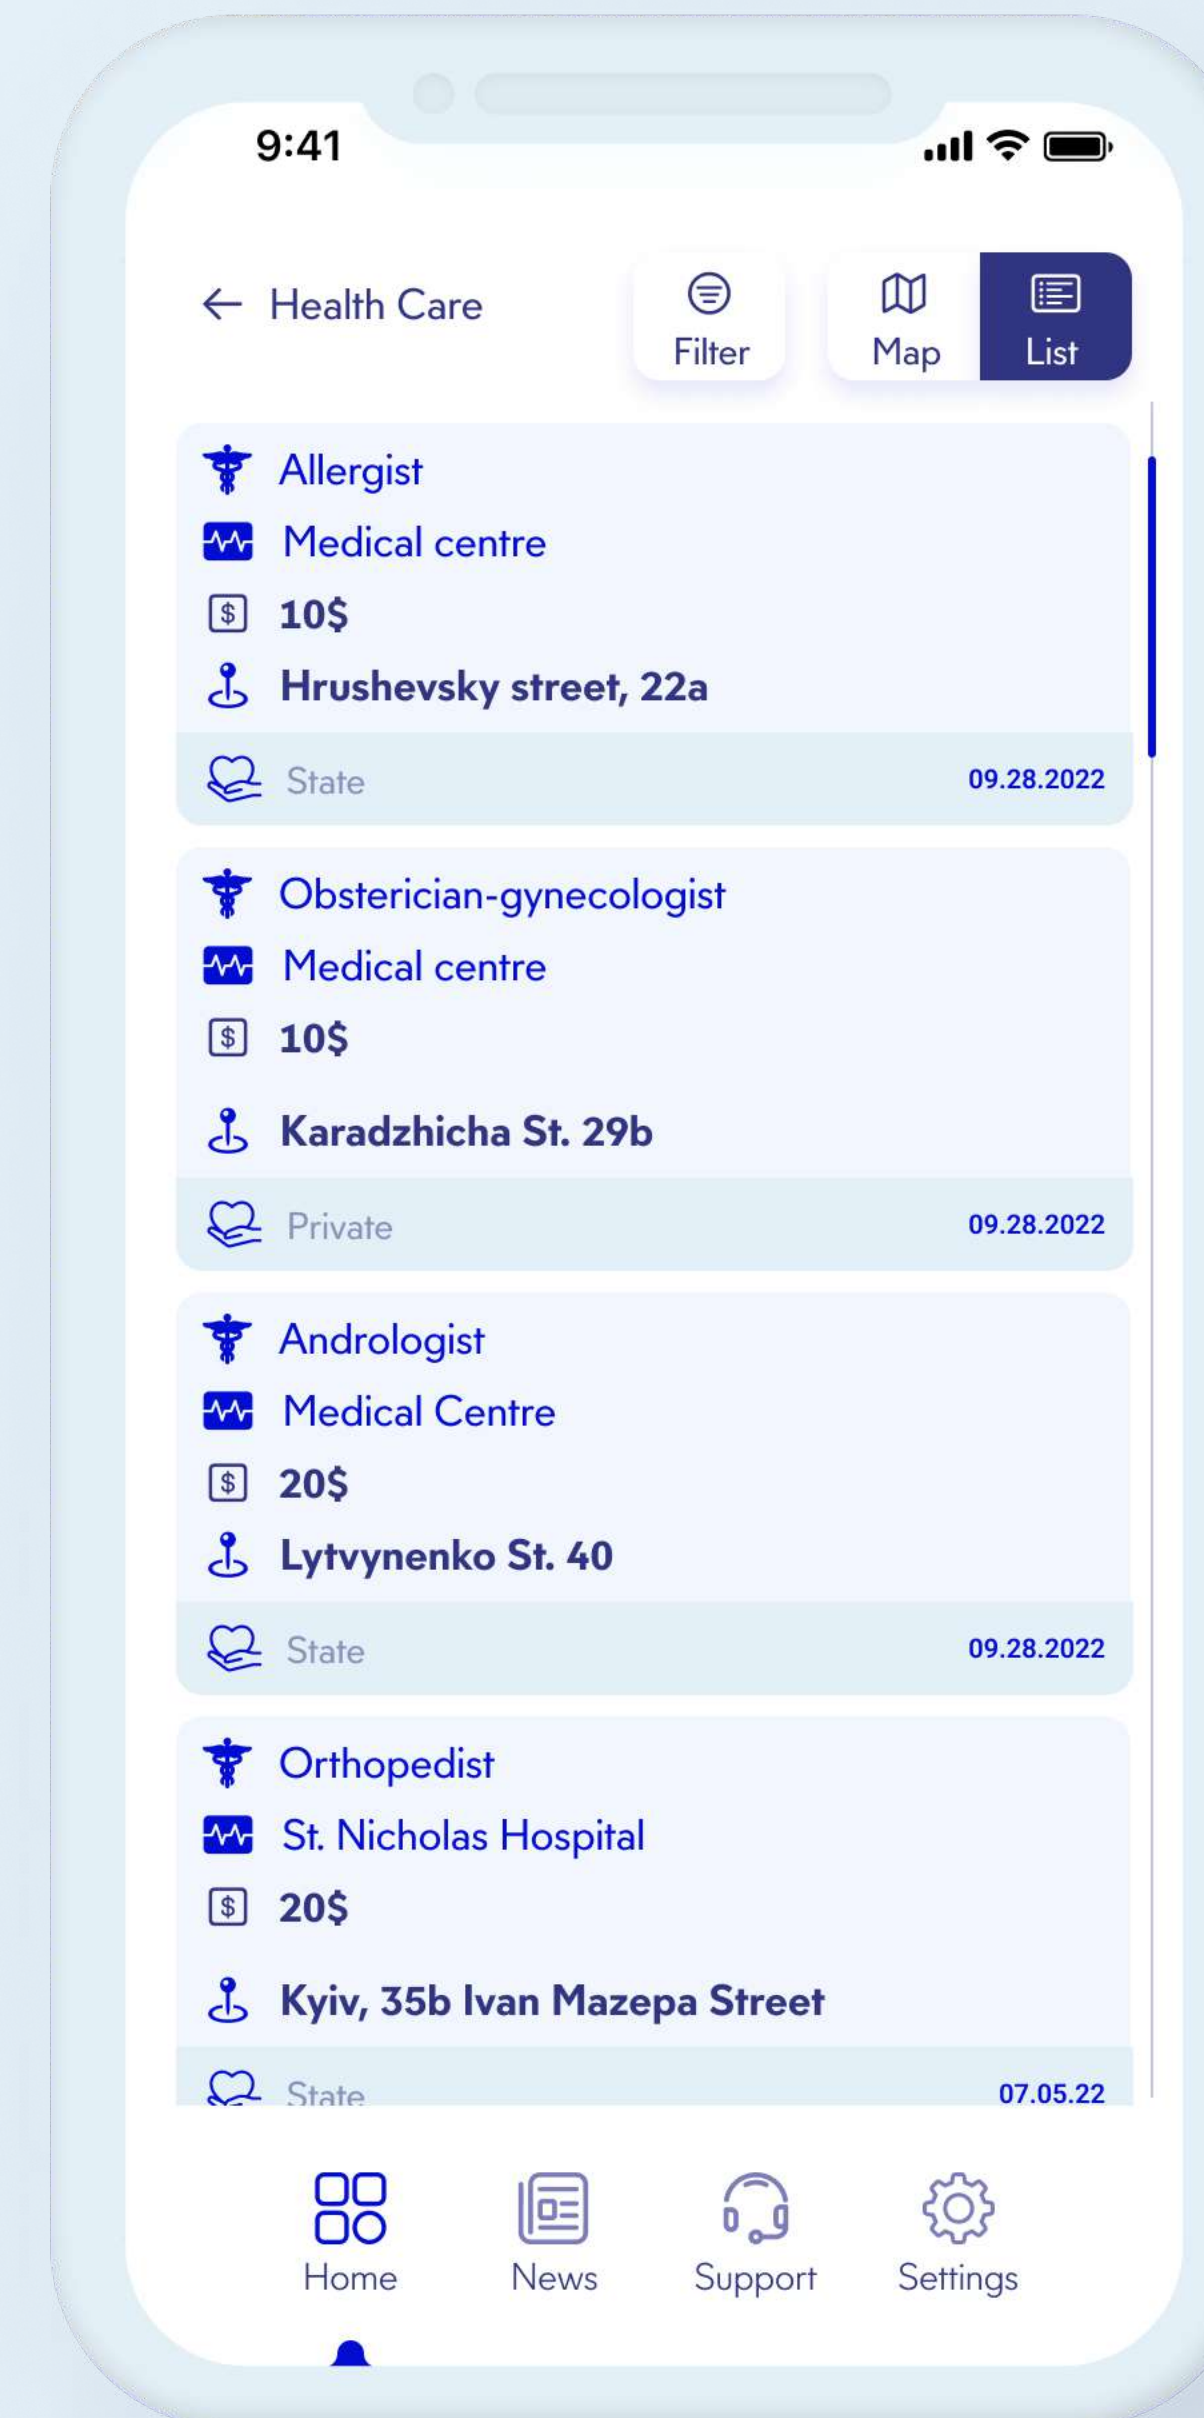 9:41
Health Care
Filter
Map
List
Allergist
Medical centre
$ 10$
Hrushevsky street, 22a
State 09.28.2022
Obsterician-gynecologist
Medical centre
$ 10$
Karadzhicha St. 29b
Private 09.28.2022
Andrologist
Medical Centre
$ 20$
Lytvynenko St. 40
State 09.28.2022
Orthopedist
St. Nicholas Hospital
$ 20$
Kyiv, 35b Ivan Mazepa Street
State 07.05.22
Home
News
Support
Settings